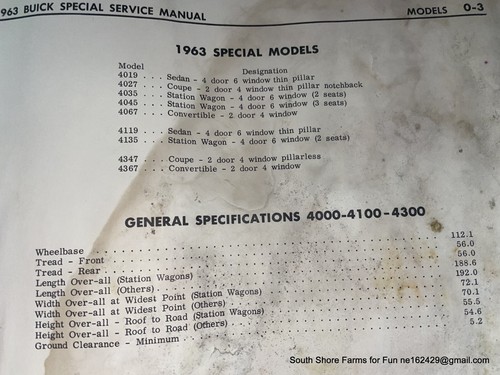 963 BUICK SPECIAL SERVICE MANUAL MODELS 0-3
1963 SPECIAL MODELS
Model Designation
4019 . . . Sedan - 4 door 6 window thin pillar
4027 . . . Coupe - 2 door 4 window thin pillar notchback
4035 . . . Station Wagon - 4 door 6 window (2 seats)
4045 . . . Station Wagon - 4 door 6 window (3 seats)
4067 . . . Convertible - 2 door 4 window
4119 . . . Sedan - 4 door 6 window thin pillar
4135 . . . Station Wagon - 4 door 6 window (2 seats)
4347 . . . Coupe - 2 door 4 window pillarless
4367 . . . Convertible - 2 door 4 window
GENERAL SPECIFICATIONS 4000-4100-4300
Wheelbase . . . 112.1
Tread - Front . . . 56.0
Tread - Rear . . . 56.0
Length Over-all (Station Wagons) . . . 188.6
Length Over-all (Others) . . . 192.0
Width Over-all at Widest Point (Station Wagons) . . . 72.1
Width Over-all at Widest Point (Others) . . . 70.1
Height Over-all - Roof to Road (Station Wagons) . . . 55.5
Height Over-all - Roof to Road (Others) . . . 54.6
Ground Clearance - Minimum . . . 5.2
South Shore Farms for Fun ne162429@gmail.com